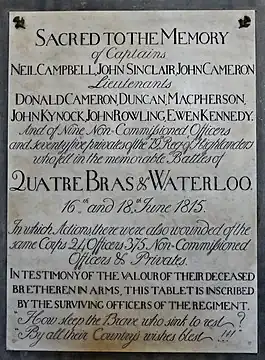 SACRED TO THE MEMORY
of Captains
NEIL CAMPBELL, JOHN SINCLAIR, JOHN CAMERON
Lieutenants
DONALD CAMERON, DUNCAN, MACPHERSON,
JOHN KYNOCK, JOHN ROWLING, EWEN KENNEDY,
And of Nine Non-Commissioned Officers
and seventy five privates of the 79 Reg. of Highlanders
who fell in the memorable Battles of
QUATRE BRAS & WATERLOO.
16th and 18th June 1815.
In which Actions there were also wounded of the
same Corps 24 Officers 375 Non-Commissioned
Officers & Privates.
IN TESTIMONY OF THE VALOUR OF THEIR DECEASED
BRETHEREN IN ARMS, THIS TABLET IS INSCRIBED
BY THE SURVIVING OFFICERS OF THE REGIMENT.
"How sleep the Brave who sink to rest ?
"By all their Country's wishes blest !!!